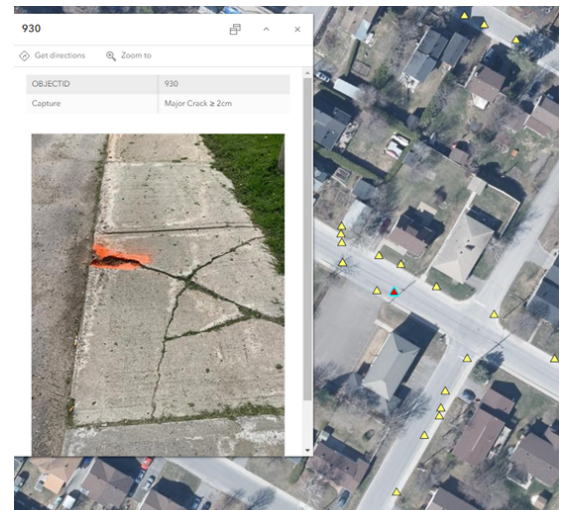 930
Get directions Zoom to
OBJECTID 930
Capture Major Crack ≥ 2cm